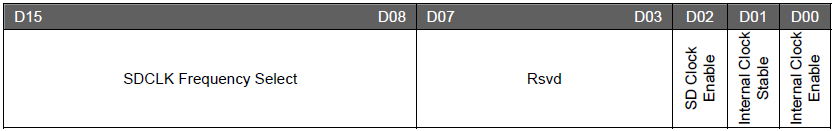 D15 D08 D07 D03 D02 D01 D00
SDCLK Frequency Select
Rsvd
SD Clock
Enable
Internal Clock
Stable
Internal Clock
Enable